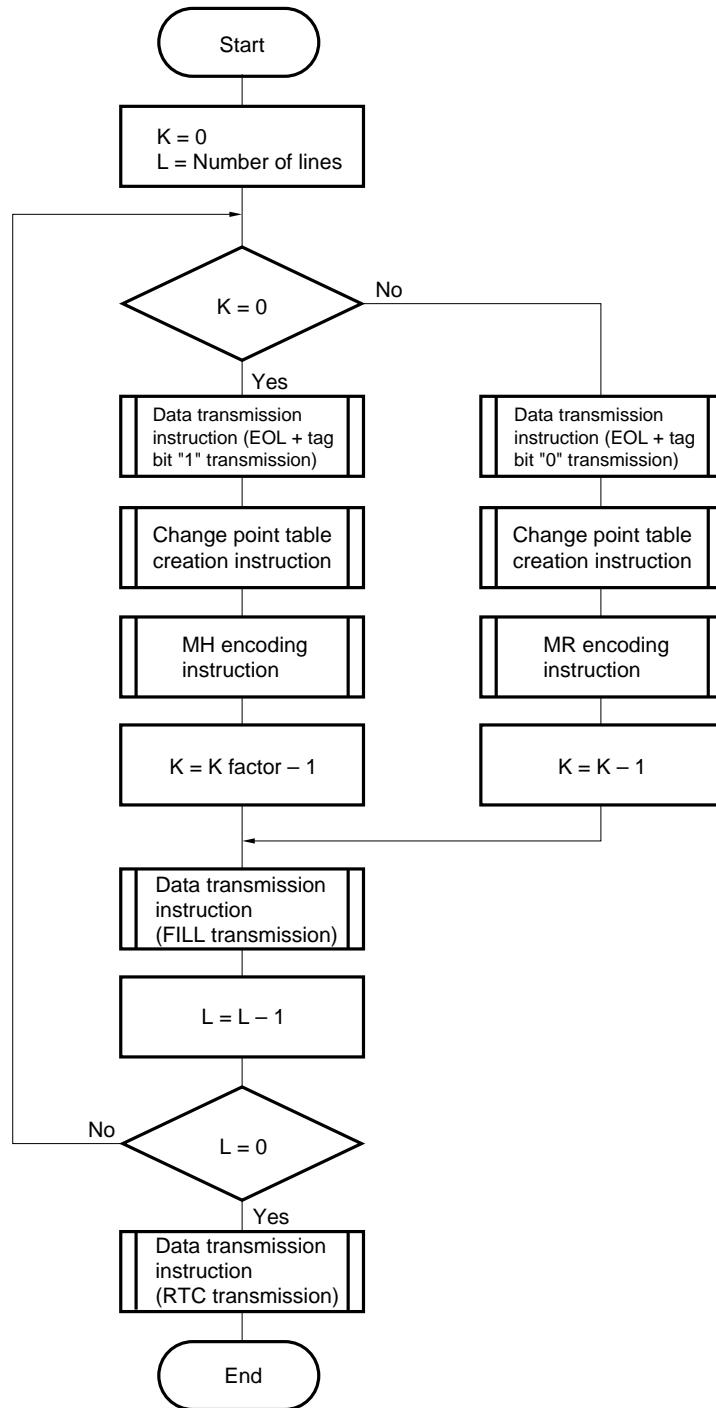 Start
K = 0
L = Number of lines
K = 0
No
Yes
Data transmission
instruction (EOL + tag
bit "1" transmission)
Data transmission
instruction (EOL + tag
bit "0" transmission)
Change point table
creation instruction
Change point table
creation instruction
MH encoding
instruction
MR encoding
instruction
K = K factor – 1
K = K – 1
Data transmission
instruction
(FILL transmission)
L = L – 1
No
L = 0
Yes
Data transmission
instruction
(RTC transmission)
End